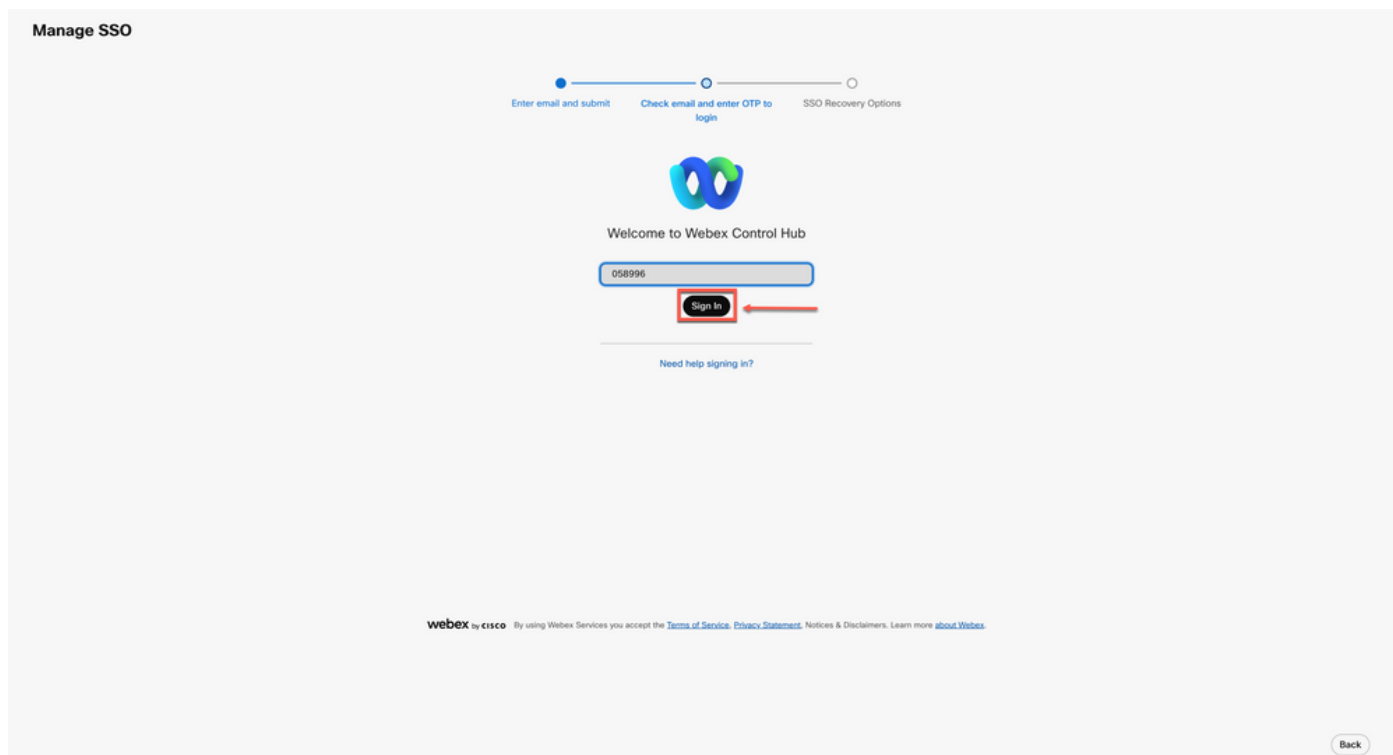 Manage SSO
Enter email and submit
Check email and enter OTP to
login
SSO Recovery Options
Welcome to Webex Control Hub
058996
Sign In
Need help signing in?
webex by CISCO By using Webex Services you accept the Terms of Service, Privacy Statement, Notices & Disclaimers. Learn more about Webex.
Back